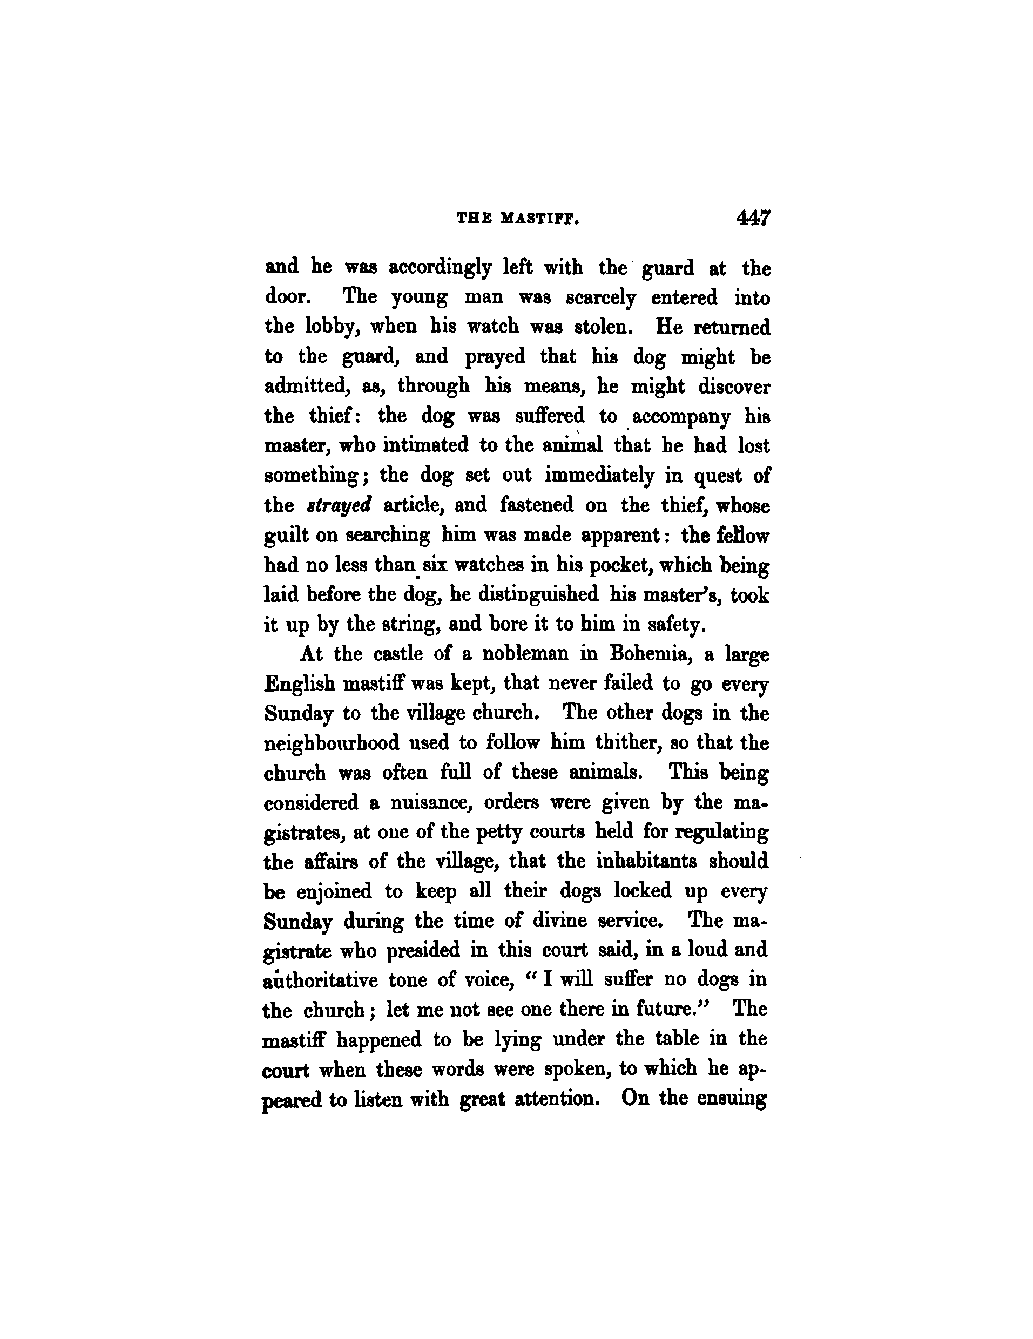 THE MASTIFF. 447
and he was accordingly left with the guard at the
door. The young man was scarcely entered into
the lobby, when his watch was stolen. He returned
to the guard, and prayed that his dog might be
admitted, as, through his means, he might discover
the thief: the dog was suffered to accompany his
master, who intimated to the animal that he had lost
something; the dog set out immediately in quest of
the strayed article, and fastened on the thief, whose
guilt on searching him was made apparent: the fellow
had no less than six watches in his pocket, which being
laid before the dog, he distinguished his master's, took
it up by the string, and bore it to him in safety.
At the castle of a nobleman in Bohemia, a large
English mastiff was kept, that never failed to go every
Sunday to the village church. The other dogs in the
neighbourhood used to follow him thither, so that the
church was often full of these animals. This being
considered a nuisance, orders were given by the ma-
gistrates, at one of the petty courts held for regulating
the affairs of the village, that the inhabitants should
be enjoined to keep all their dogs locked up every
Sunday during the time of divine service. The ma-
gistrate who presided in this court said, in a loud and
authoritative tone of voice, “I will suffer no dogs in
the church; let me not see one there in future.” The
mastiff happened to be lying under the table in the
court when these words were spoken, to which he ap-
peared to listen with great attention. On the ensuing